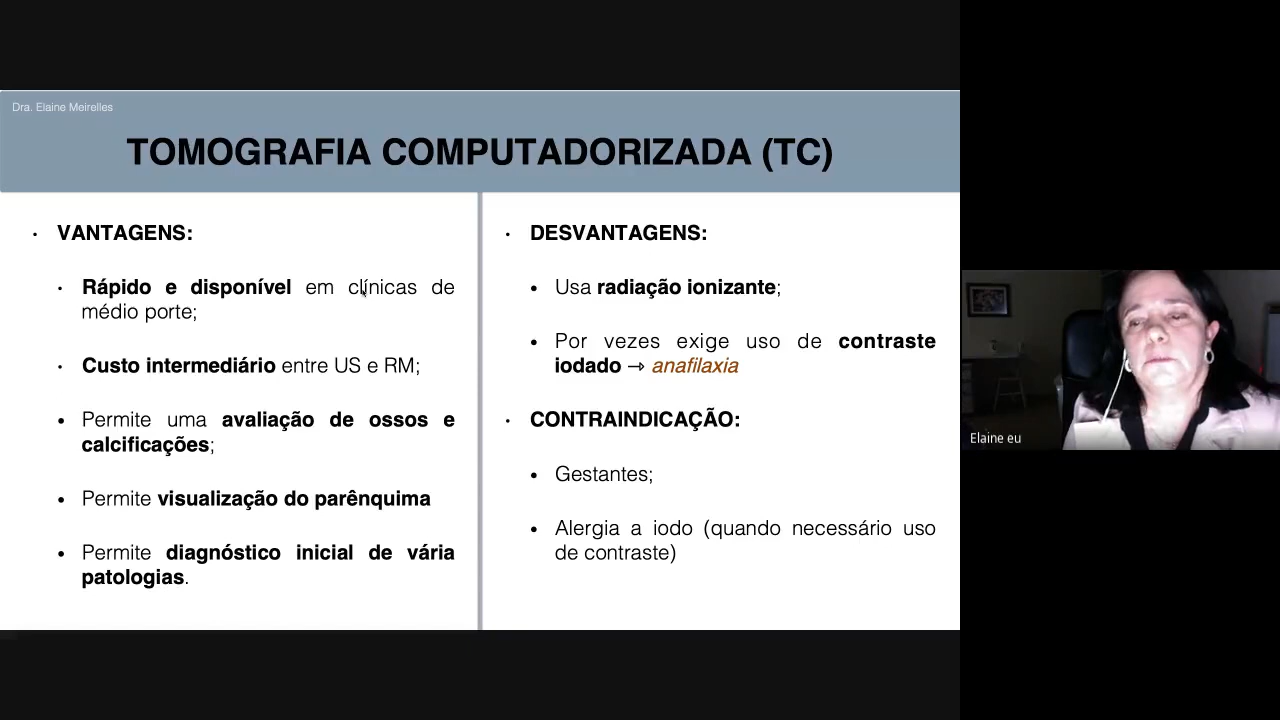 Dra. Elaine Meirelles
TOMOGRAFIA COMPUTADORIZADA (TC)
• VANTAGENS:
• Rápido e disponível em clínicas de
médio porte;
• Custo intermediário entre US e RM;
• Permite uma avaliação de ossos e
calcificações;
• Permite visualização do parênquima
• Permite diagnóstico inicial de vária
patologias.
• DESVANTAGENS:
• Usa radiação ionizante;
• Por vezes exige uso de contraste
iodado → anafilaxia
• CONTRAINDICAÇÃO:
• Gestantes;
• Alergia a iodo (quando necessário uso
de contraste)
Elaine eu